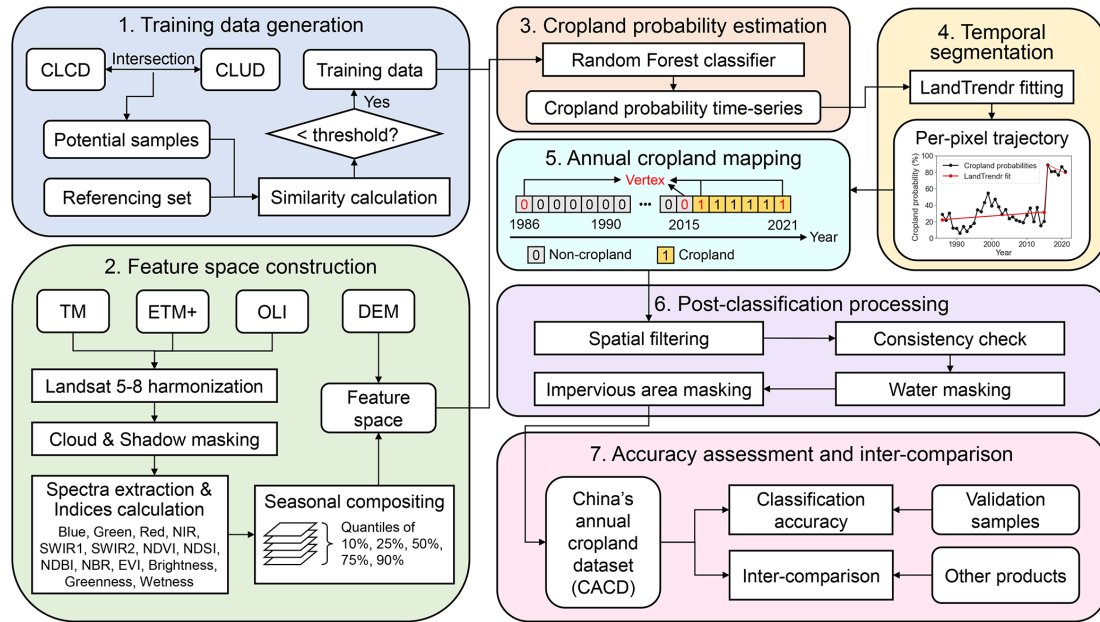 1. Training data generation
CLCD
Intersection
CLUD
Training data
Yes
Potential samples
< threshold?
Referencing set
Similarity calculation
2. Feature space construction
TM
ETM+
OLI
DEM
Landsat 5-8 harmonization
Cloud & Shadow masking
Spectra extraction &
Indices calculation
Blue, Green, Red, NIR,
SWIR1, SWIR2, NDVI, NDSI,
NDBI, NBR, EVI, Brightness,
Greenness, Wetness
Seasonal compositing
Quantiles of
10%, 25%, 50%,
75%, 90%
Feature
space
3. Cropland probability estimation
Random Forest classifier
Cropland probability time-series
4. Temporal
segmentation
LandTrendr fitting
Per-pixel trajectory
Cropland probability (%)
100
80
60
40
20
0
Cropland probabilities
LandTrendr fit
1990 2000 2010 2020
Year
5. Annual cropland mapping
Vertex
0 0 0 0 0 0 0 ••• 0 0 1 1 1 1 1 1
1986 1990 2015 2021
Year
0 Non-cropland 1 Cropland
6. Post-classification processing
Spatial filtering
Consistency check
Impervious area masking
Water masking
7. Accuracy assessment and inter-comparison
China's
annual
cropland
dataset
(CACD)
Classification
accuracy
Validation
samples
Inter-comparison
Other products